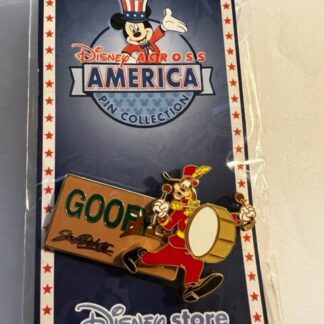 Disney ACROSS
AMERICA
PIN COLLECTION
GOOFY
Disney store